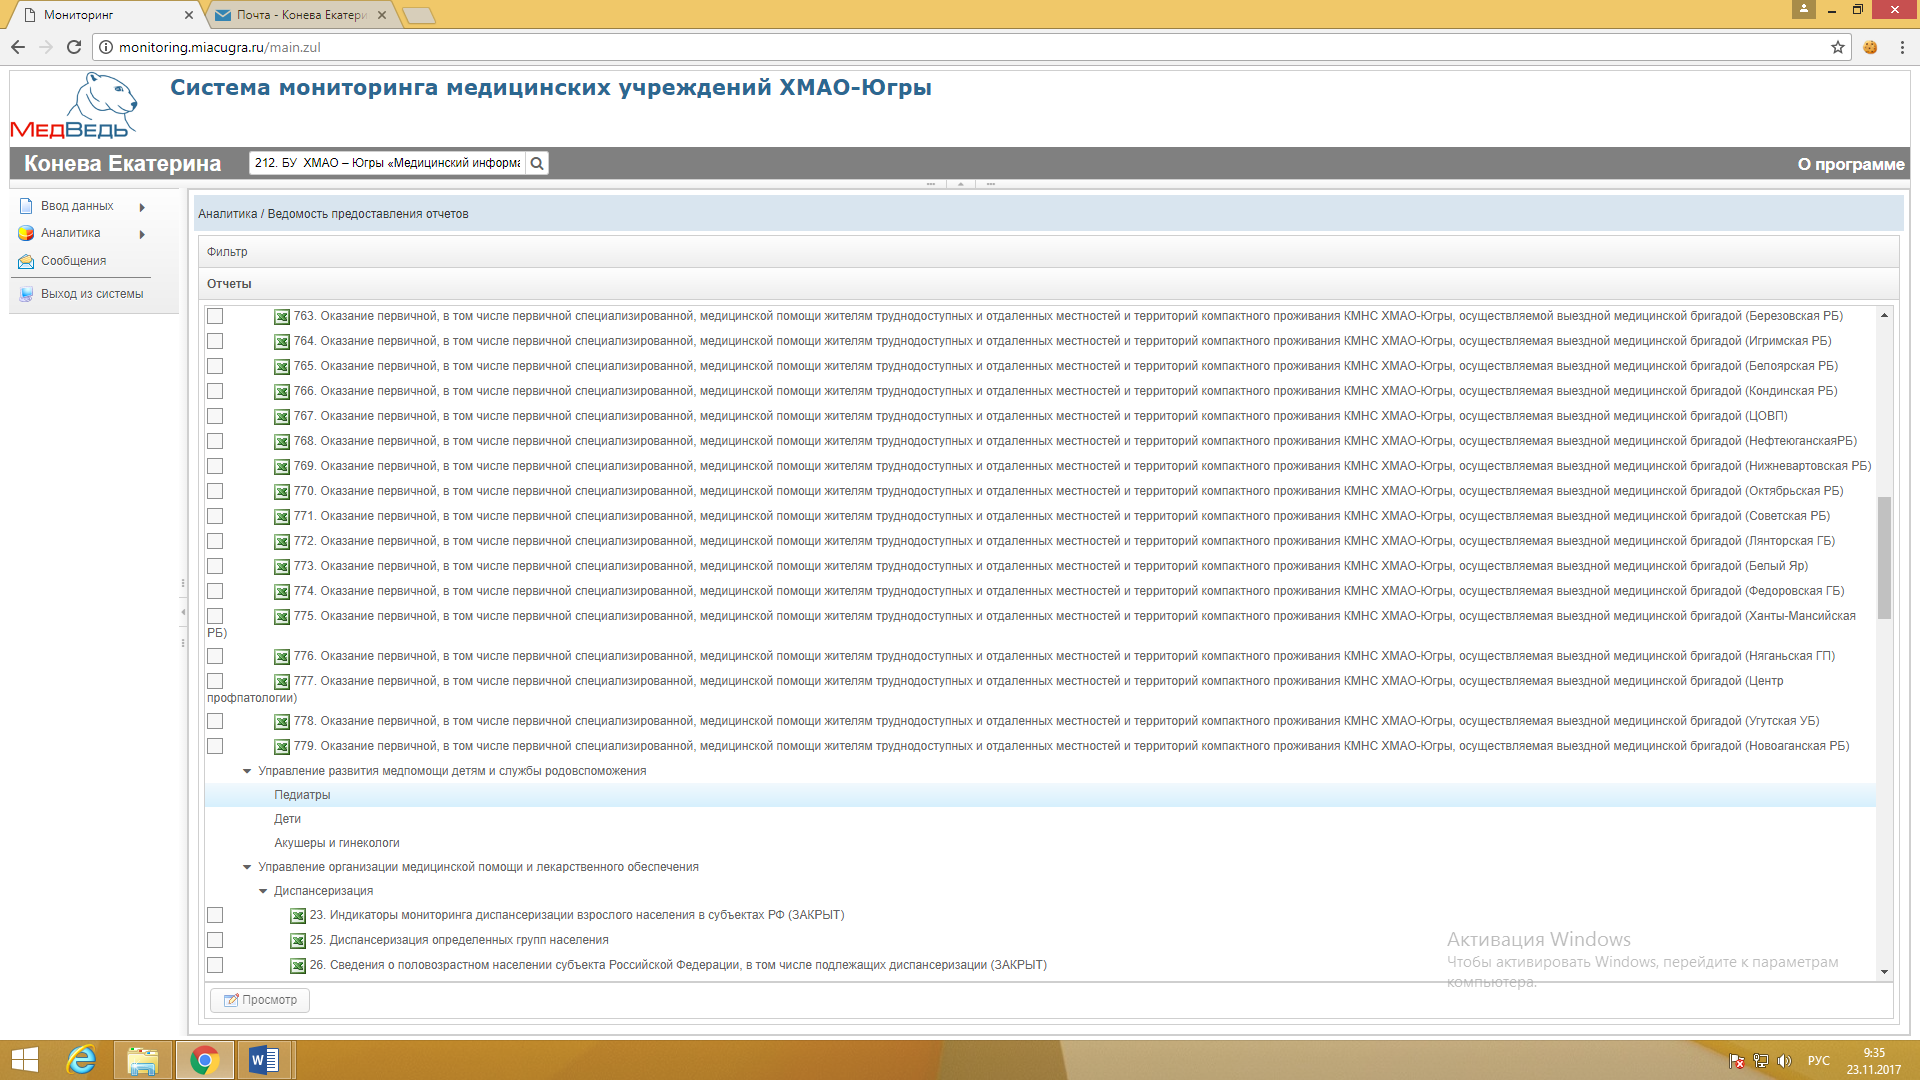 Мониторинг
Почта - Конева Екатери
monitoring.miacugra.ru/main.zul
МедВедь
Система мониторинга медицинских учреждений ХМАО-Югры
Конева Екатерина
212. БУ ХМАО – Югры «Медицинский информа
О программе
Ввод данных
Аналитика
Сообщения
Выход из системы
Аналитика / Ведомость предоставления отчетов
Фильтр
Отчеты
763. Оказание первичной, в том числе первичной специализированной, медицинской помощи жителям труднодоступных и отдаленных местностей и территорий компактного проживания КМНС ХМАО-Югры, осуществляемой выездной медицинской бригадой (Березовская РБ)
764. Оказание первичной, в том числе первичной специализированной, медицинской помощи жителям труднодоступных и отдаленных местностей и территорий компактного проживания КМНС ХМАО-Югры, осуществляемая выездной медицинской бригадой (Игримская РБ)
765. Оказание первичной, в том числе первичной специализированной, медицинской помощи жителям труднодоступных и отдаленных местностей и территорий компактного проживания КМНС ХМАО-Югры, осуществляемая выездной медицинской бригадой (Белоярская РБ)
766. Оказание первичной, в том числе первичной специализированной, медицинской помощи жителям труднодоступных и отдаленных местностей и территорий компактного проживания КМНС ХМАО-Югры, осуществляемая выездной медицинской бригадой (Кондинская РБ)
767. Оказание первичной, в том числе первичной специализированной, медицинской помощи жителям труднодоступных и отдаленных местностей и территорий компактного проживания КМНС ХМАО-Югры, осуществляемая выездной медицинской бригадой (ЦОВП)
768. Оказание первичной, в том числе первичной специализированной, медицинской помощи жителям труднодоступных и отдаленных местностей и территорий компактного проживания КМНС ХМАО-Югры, осуществляемая выездной медицинской бригадой (НефтеюганскаяРБ)
769. Оказание первичной, в том числе первичной специализированной, медицинской помощи жителям труднодоступных и отдаленных местностей и территорий компактного проживания КМНС ХМАО-Югры, осуществляемая выездной медицинской бригадой (Нижневартовская РБ)
770. Оказание первичной, в том числе первичной специализированной, медицинской помощи жителям труднодоступных и отдаленных местностей и территорий компактного проживания КМНС ХМАО-Югры, осуществляемая выездной медицинской бригадой (Октябрьская РБ)
771. Оказание первичной, в том числе первичной специализированной, медицинской помощи жителям труднодоступных и отдаленных местностей и территорий компактного проживания КМНС ХМАО-Югры, осуществляемая выездной медицинской бригадой (Советская РБ)
772. Оказание первичной, в том числе первичной специализированной, медицинской помощи жителям труднодоступных и отдаленных местностей и территорий компактного проживания КМНС ХМАО-Югры, осуществляемая выездной медицинской бригадой (Лянторская ГБ)
773. Оказание первичной, в том числе первичной специализированной, медицинской помощи жителям труднодоступных и отдаленных местностей и территорий компактного проживания КМНС ХМАО-Югры, осуществляемая выездной медицинской бригадой (Белый Яр)
774. Оказание первичной, в том числе первичной специализированной, медицинской помощи жителям труднодоступных и отдаленных местностей и территорий компактного проживания КМНС ХМАО-Югры, осуществляемая выездной медицинской бригадой (Федоровская ГБ)
775. Оказание первичной, в том числе первичной специализированной, медицинской помощи жителям труднодоступных и отдаленных местностей и территорий компактного проживания КМНС ХМАО-Югры, осуществляемая выездной медицинской бригадой (Ханты-Мансийская
РБ)
776. Оказание первичной, в том числе первичной специализированной, медицинской помощи жителям труднодоступных и отдаленных местностей и территорий компактного проживания КМНС ХМАО-Югры, осуществляемая выездной медицинской бригадой (Няганьская ГП)
777. Оказание первичной, в том числе первичной специализированной, медицинской помощи жителям труднодоступных и отдаленных местностей и территорий компактного проживания КМНС ХМАО-Югры, осуществляемая выездной медицинской бригадой (Центр
профпатологии)
778. Оказание первичной, в том числе первичной специализированной, медицинской помощи жителям труднодоступных и отдаленных местностей и территорий компактного проживания КМНС ХМАО-Югры, осуществляемая выездной медицинской бригадой (Угутская УБ)
779. Оказание первичной, в том числе первичной специализированной, медицинской помощи жителям труднодоступных и отдаленных местностей и территорий компактного проживания КМНС ХМАО-Югры, осуществляемая выездной медицинской бригадой (Новоаганская РБ)
Управление развития медпомощи детям и службы родовспоможения
Педиатры
Дети
Акушеры и гинекологи
Управление организации медицинской помощи и лекарственного обеспечения
Диспансеризация
23. Индикаторы мониторинга диспансеризации взрослого населения в субъектах РФ (ЗАКРЫТ)
25. Диспансеризация определенных групп населения
26. Сведения о половозрастном населении субъекта Российской Федерации, в том числе подлежащих диспансеризации (ЗАКРЫТ)
Активация Windows
Чтобы активировать Windows, перейдите к параметрам
компьютера.
Просмотр
РУС
9:35
23.11.2017